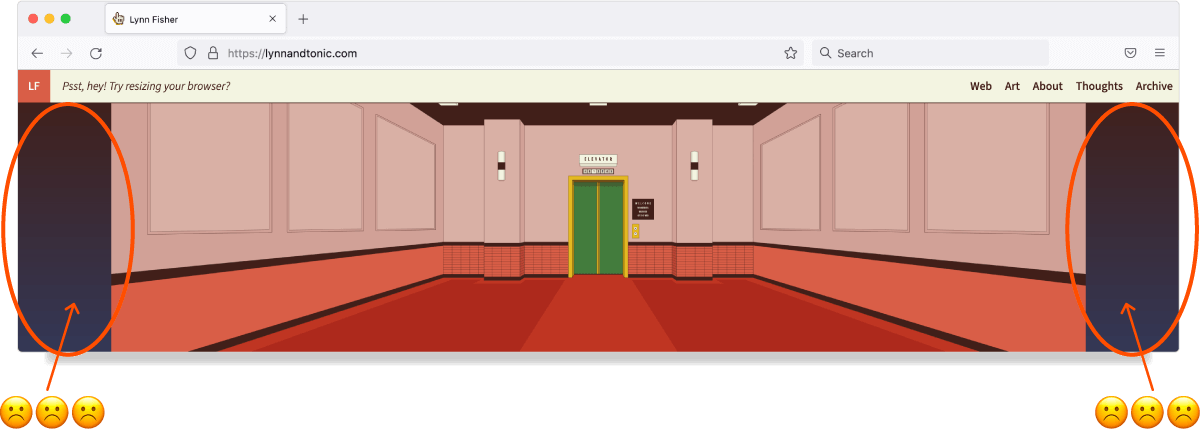 Lynn Fisher
https://lynnandtonic.com
Search
LF
Psst, hey! Try resizing your browser?
Web Art About Thoughts Archive
ELEVATOR
WELCOME